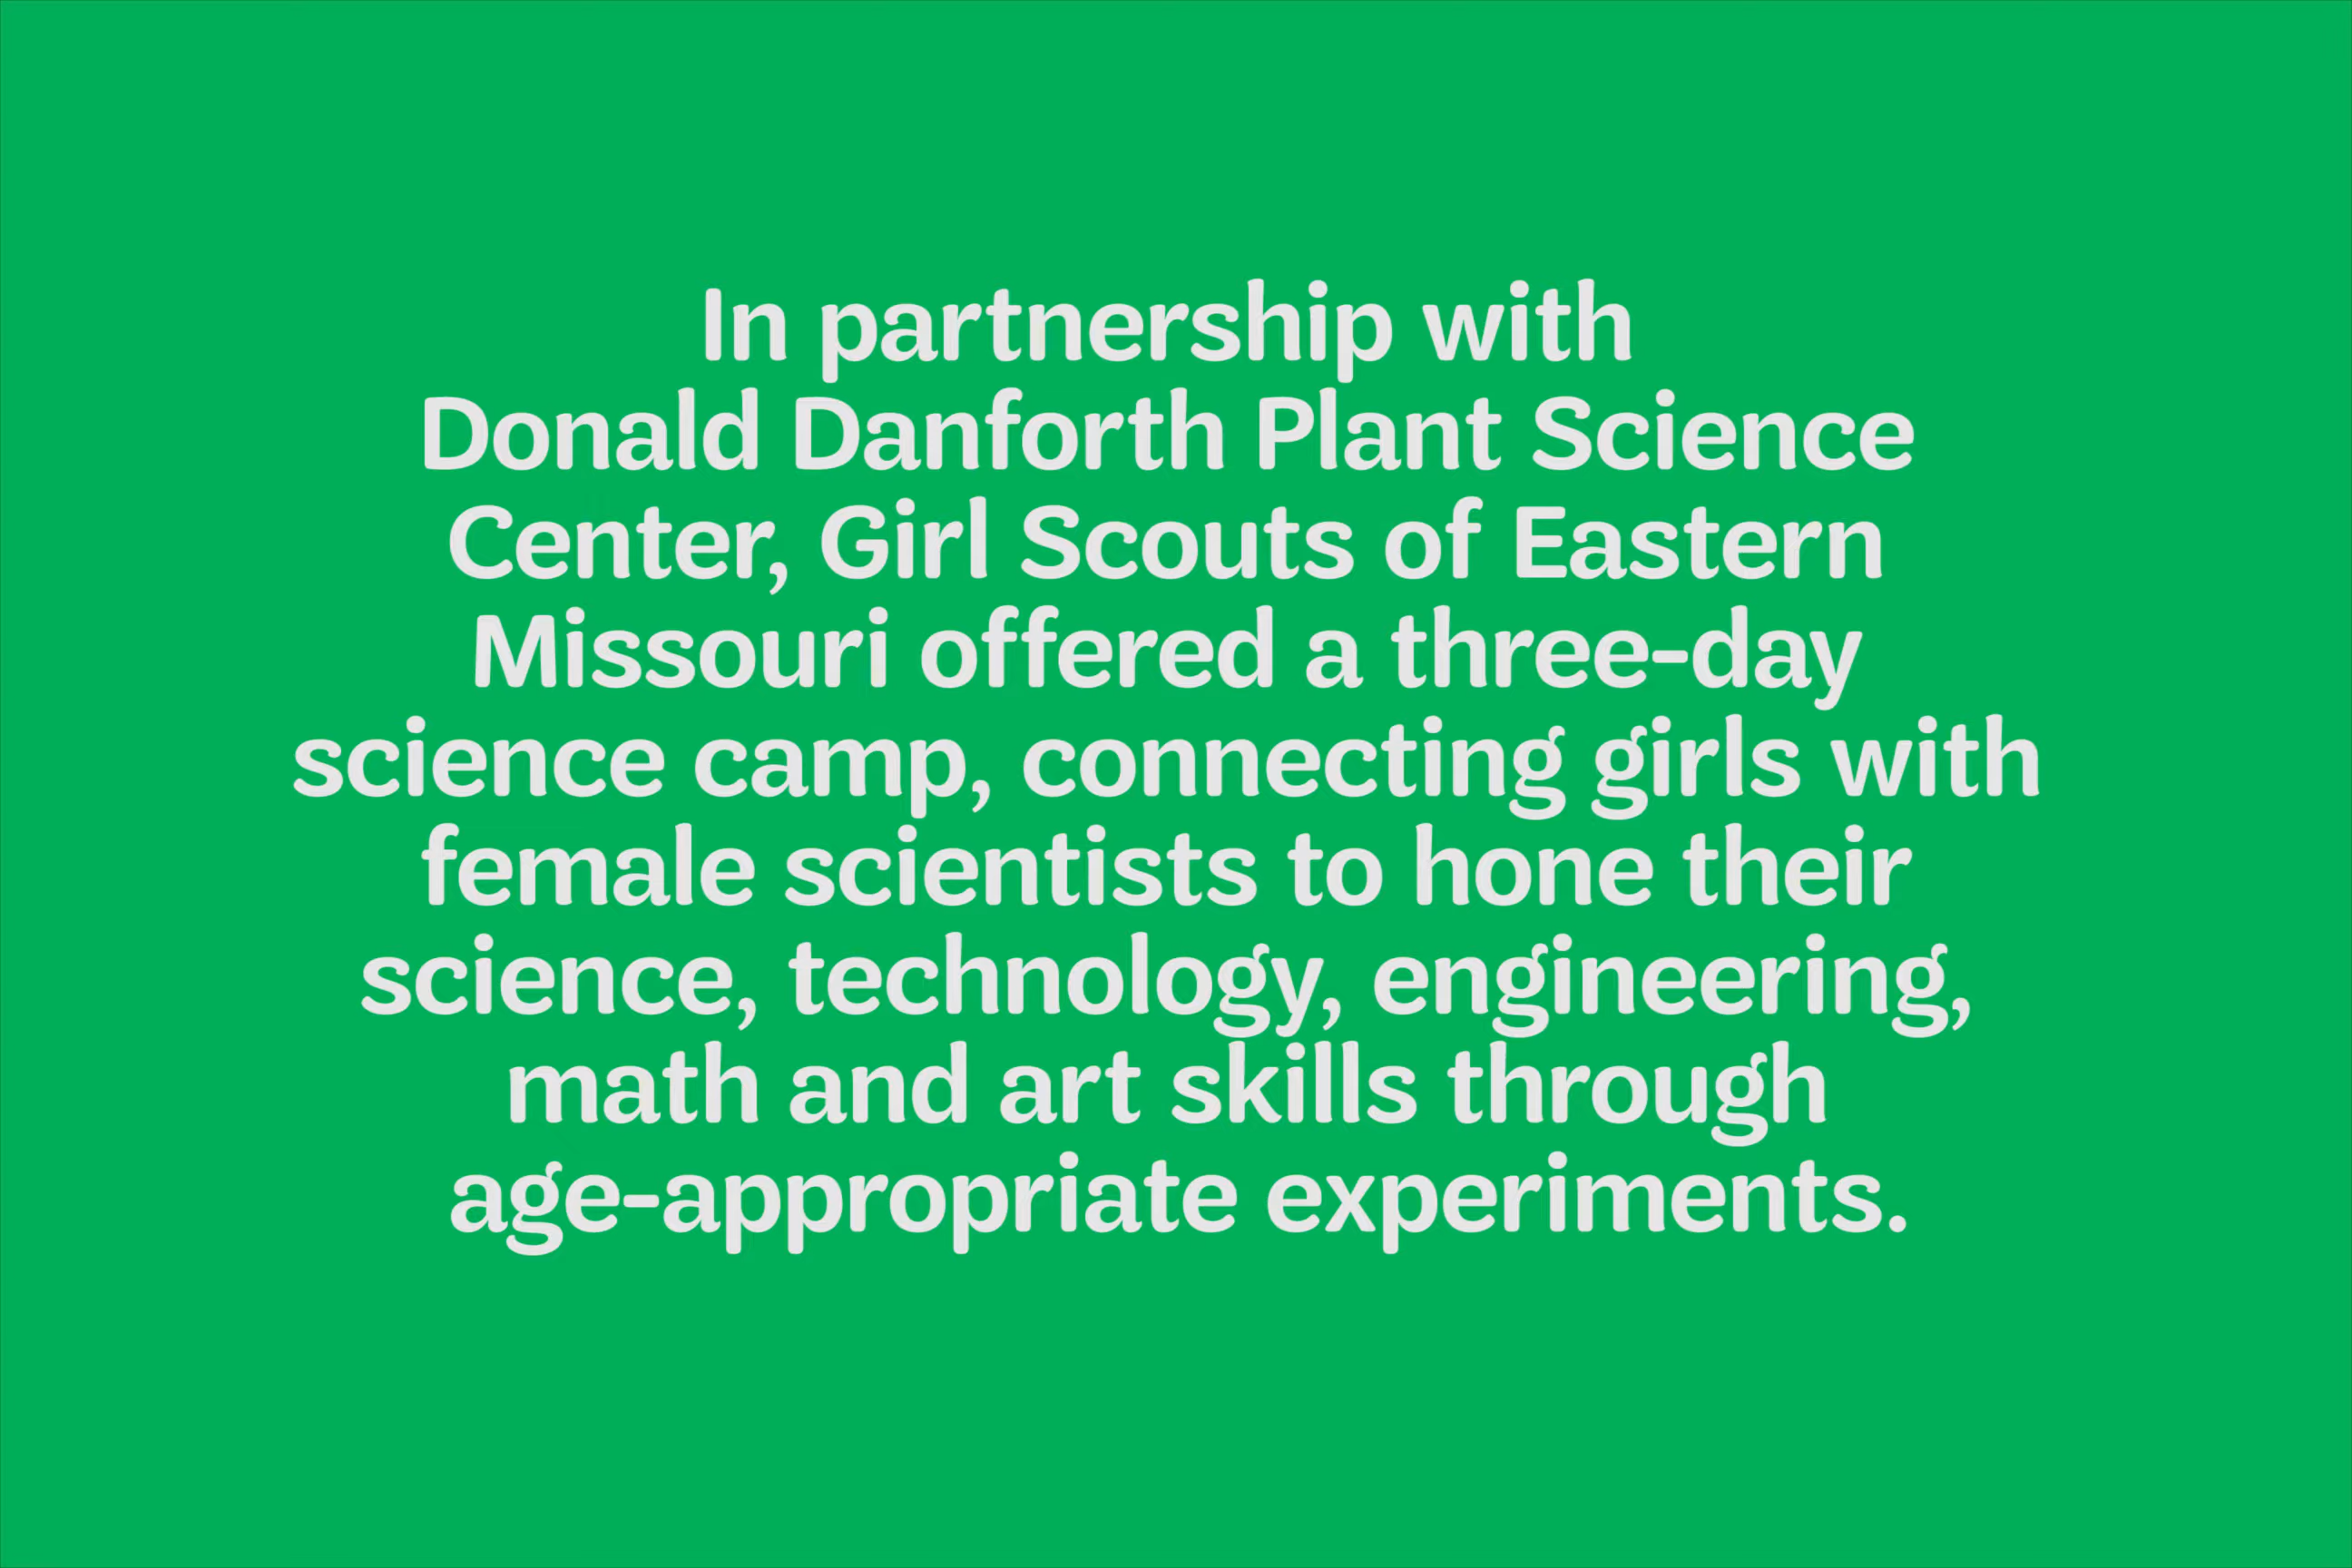 In partnership with
Donald Danforth Plant Science
Center, Girl Scouts of Eastern
Missouri offered a three-day
science camp, connecting girls with
female scientists to hone their
science, technology, engineering,
math and art skills through
age-appropriate experiments.